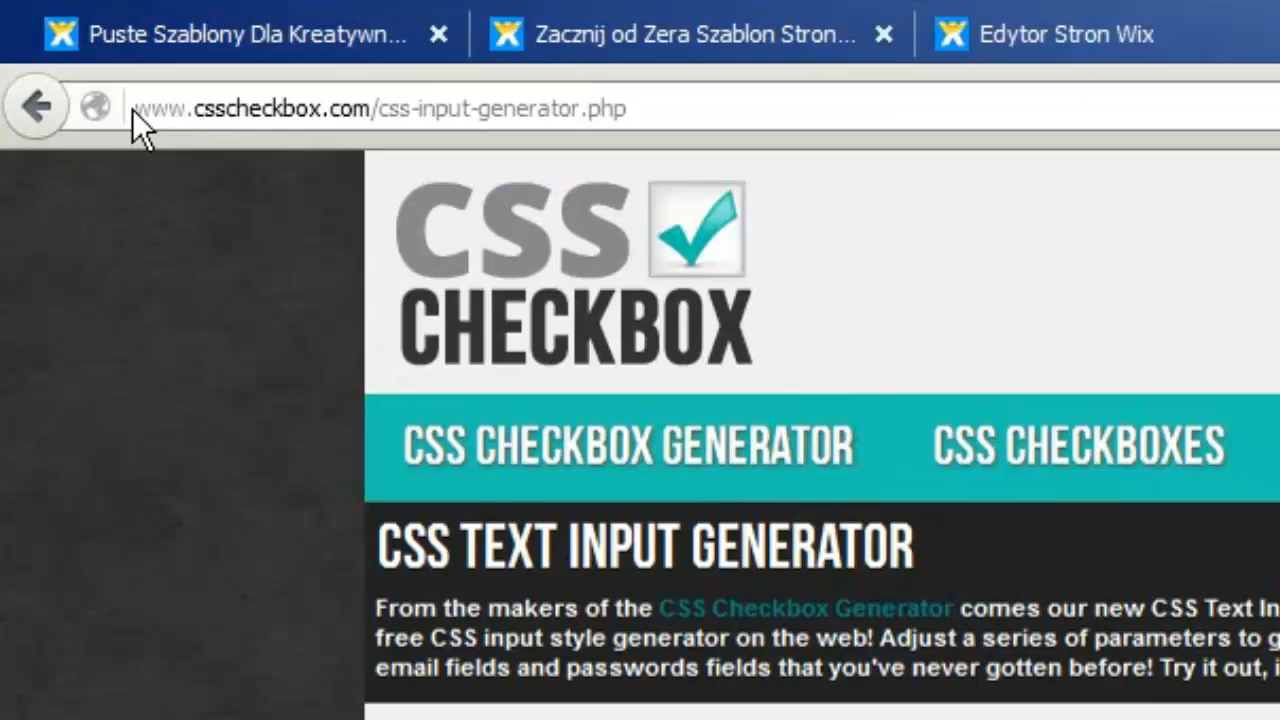 Puste Szablony Dla Kreatywn... Zacznij od Zera Szablon Stron... Edytor Stron Wix
www.csscheckbox.com/css-input-generator.php
CSS
CHECKBOX
CSS CHECKBOX GENERATOR CSS CHECKBOXES
CSS TEXT INPUT GENERATOR
From the makers of the CSS Checkbox Generator comes our new CSS Text In
free CSS input style generator on the web! Adjust a series of parameters to g
email fields and passwords fields that you've never gotten before! Try it out, i